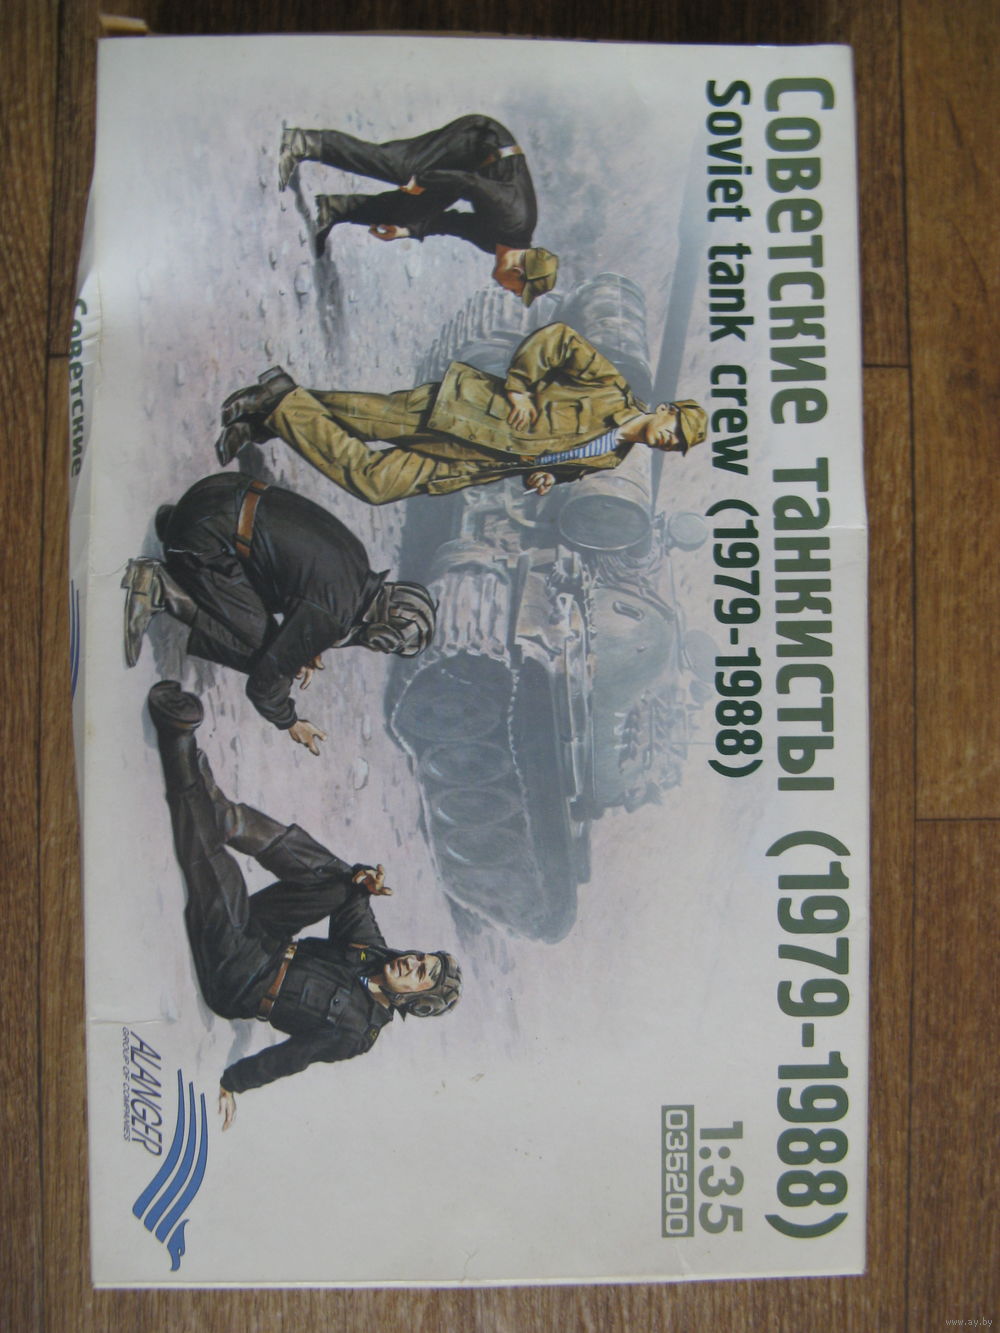 Советские танкисты (1979-1988)
Soviet tank crew (1979-1988)
1:35
035200
ALANGER
GROUP OF COMPANIES
Советские
www.ay.by